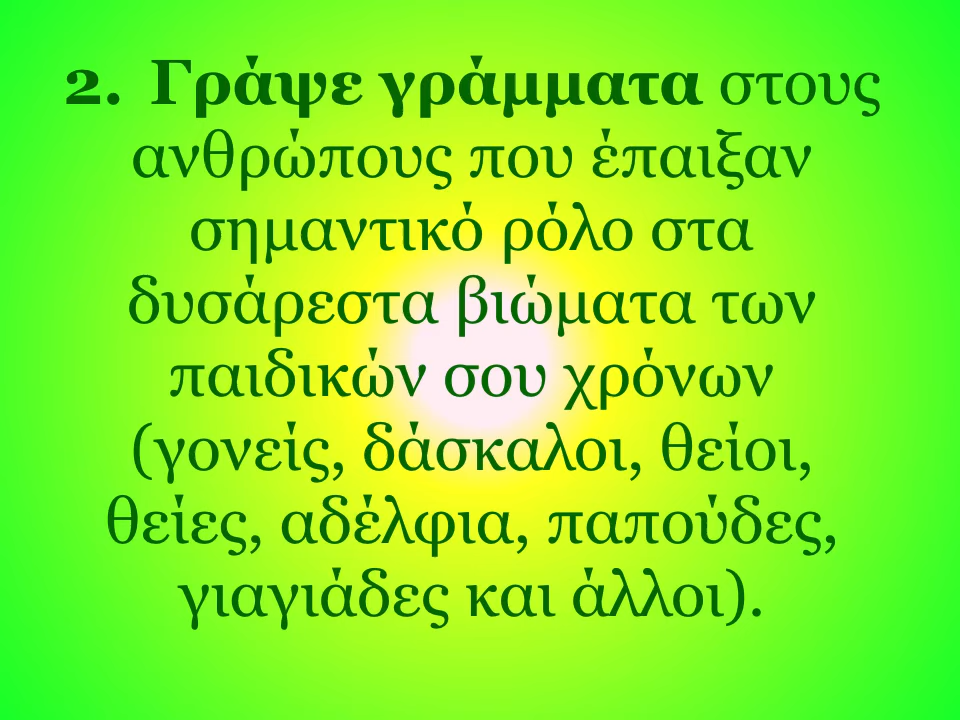 2. Γράψε γράμματα στους
ανθρώπους που έπαιξαν
σημαντικό ρόλο στα
δυσάρεστα βιώματα των
παιδικών σου χρόνων
(γονείς, δάσκαλοι, θείοι,
θείες, αδέλφια, παπούδες,
γιαγιάδες και άλλοι).